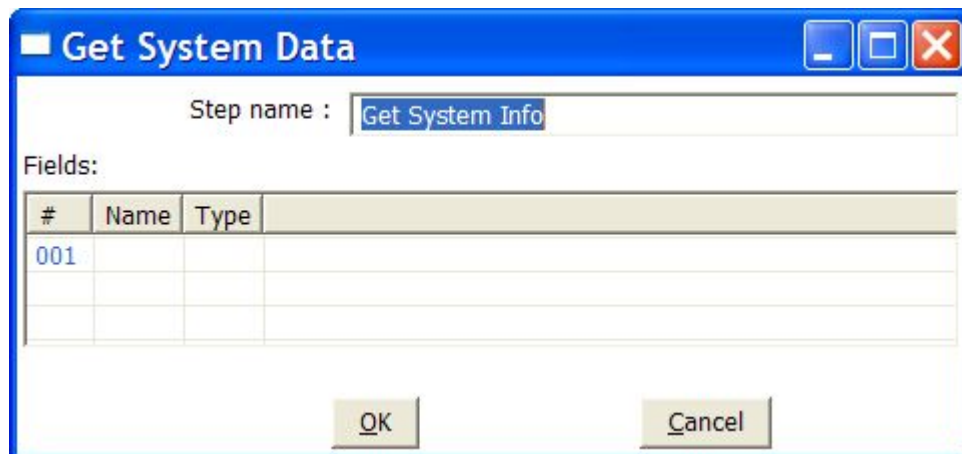 Get System Data
Step name : Get System Info
Fields:
# Name Type
001
OK Cancel